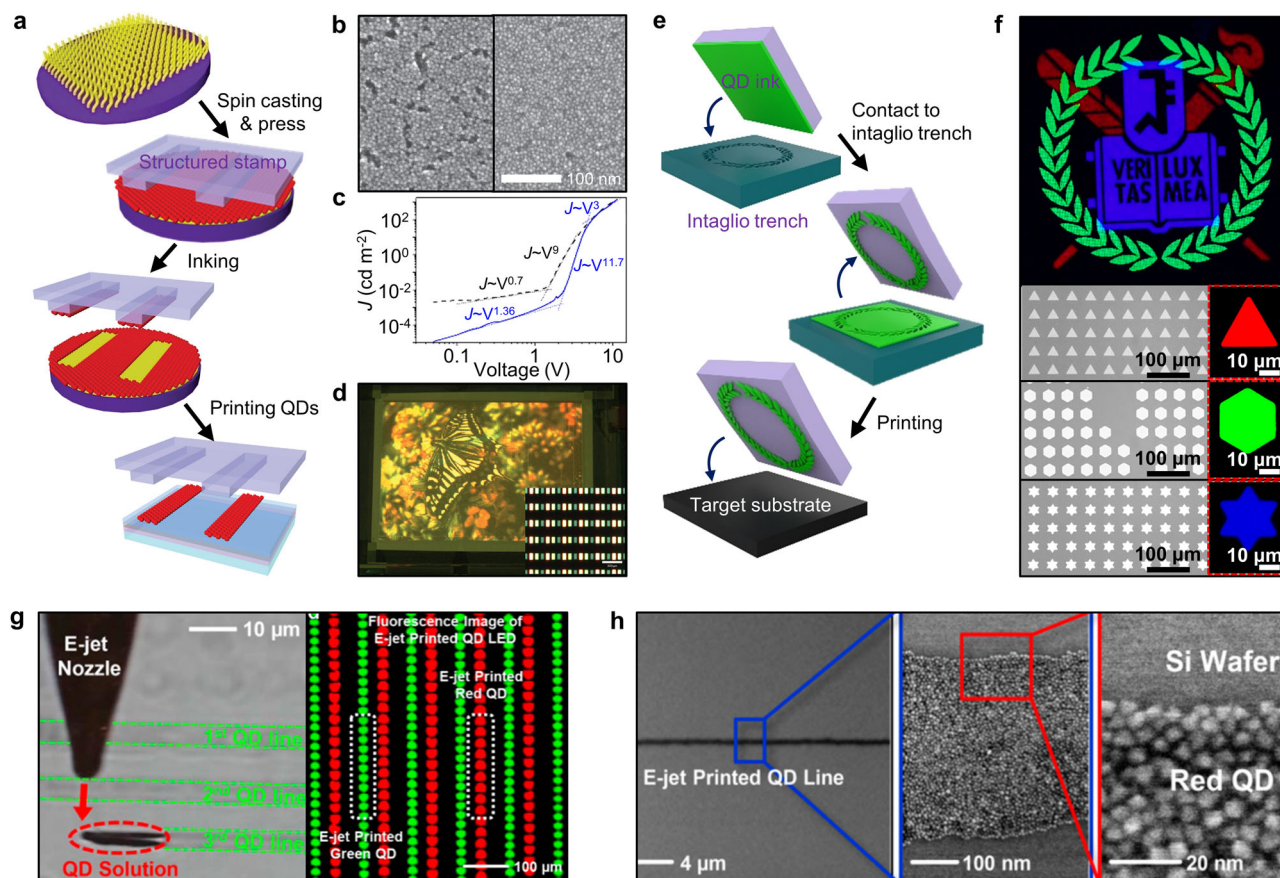 a
Spin casting
& press
Structured stamp
Inking
Printing QDs
b
100 nm
c
J (cd m⁻²)
10²
10⁰
10⁻²
10⁻⁴
J~V³
J~V⁹
J~V⁰·⁷
J~V¹¹·⁷
J~V¹·³⁶
0.1
1
10
Voltage (V)
d
e
QD ink
Contact to
intaglio trench
Intaglio trench
Printing
Target substrate
f
VERI
TAS
LUX
MEA
100 μm
10 μm
100 μm
10 μm
100 μm
10 μm
g
10 μm
E-jet
Nozzle
1st QD line
2nd QD line
3rd QD line
QD Solution
Fluorescence Image of
E-jet Printed QD LED
E-jet Printed
Red QD
E-jet Printed
Green QD
100 μm
h
E-jet Printed QD Line
4 μm
100 nm
Si Wafer
Red QD
20 nm